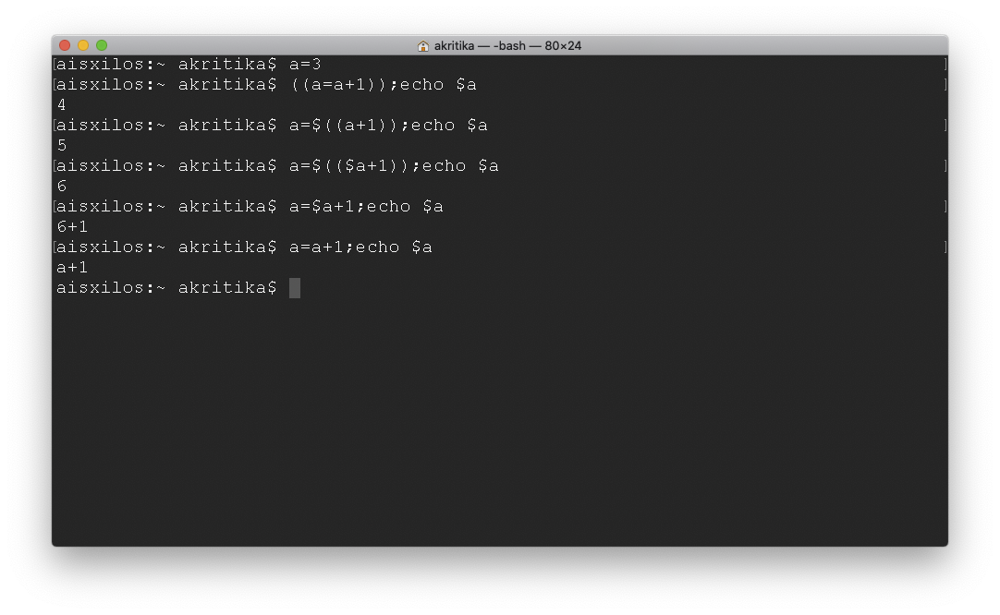 akritika — -bash — 80×24
[aisxilos:~ akritika$ a=3 ]
[aisxilos:~ akritika$ ((a=a+1));echo $a ]
4
[aisxilos:~ akritika$ a=$((a+1));echo $a ]
5
[aisxilos:~ akritika$ a=$(($a+1));echo $a ]
6
[aisxilos:~ akritika$ a=$a+1;echo $a ]
6+1
[aisxilos:~ akritika$ a=a+1;echo $a ]
a+1
aisxilos:~ akritika$